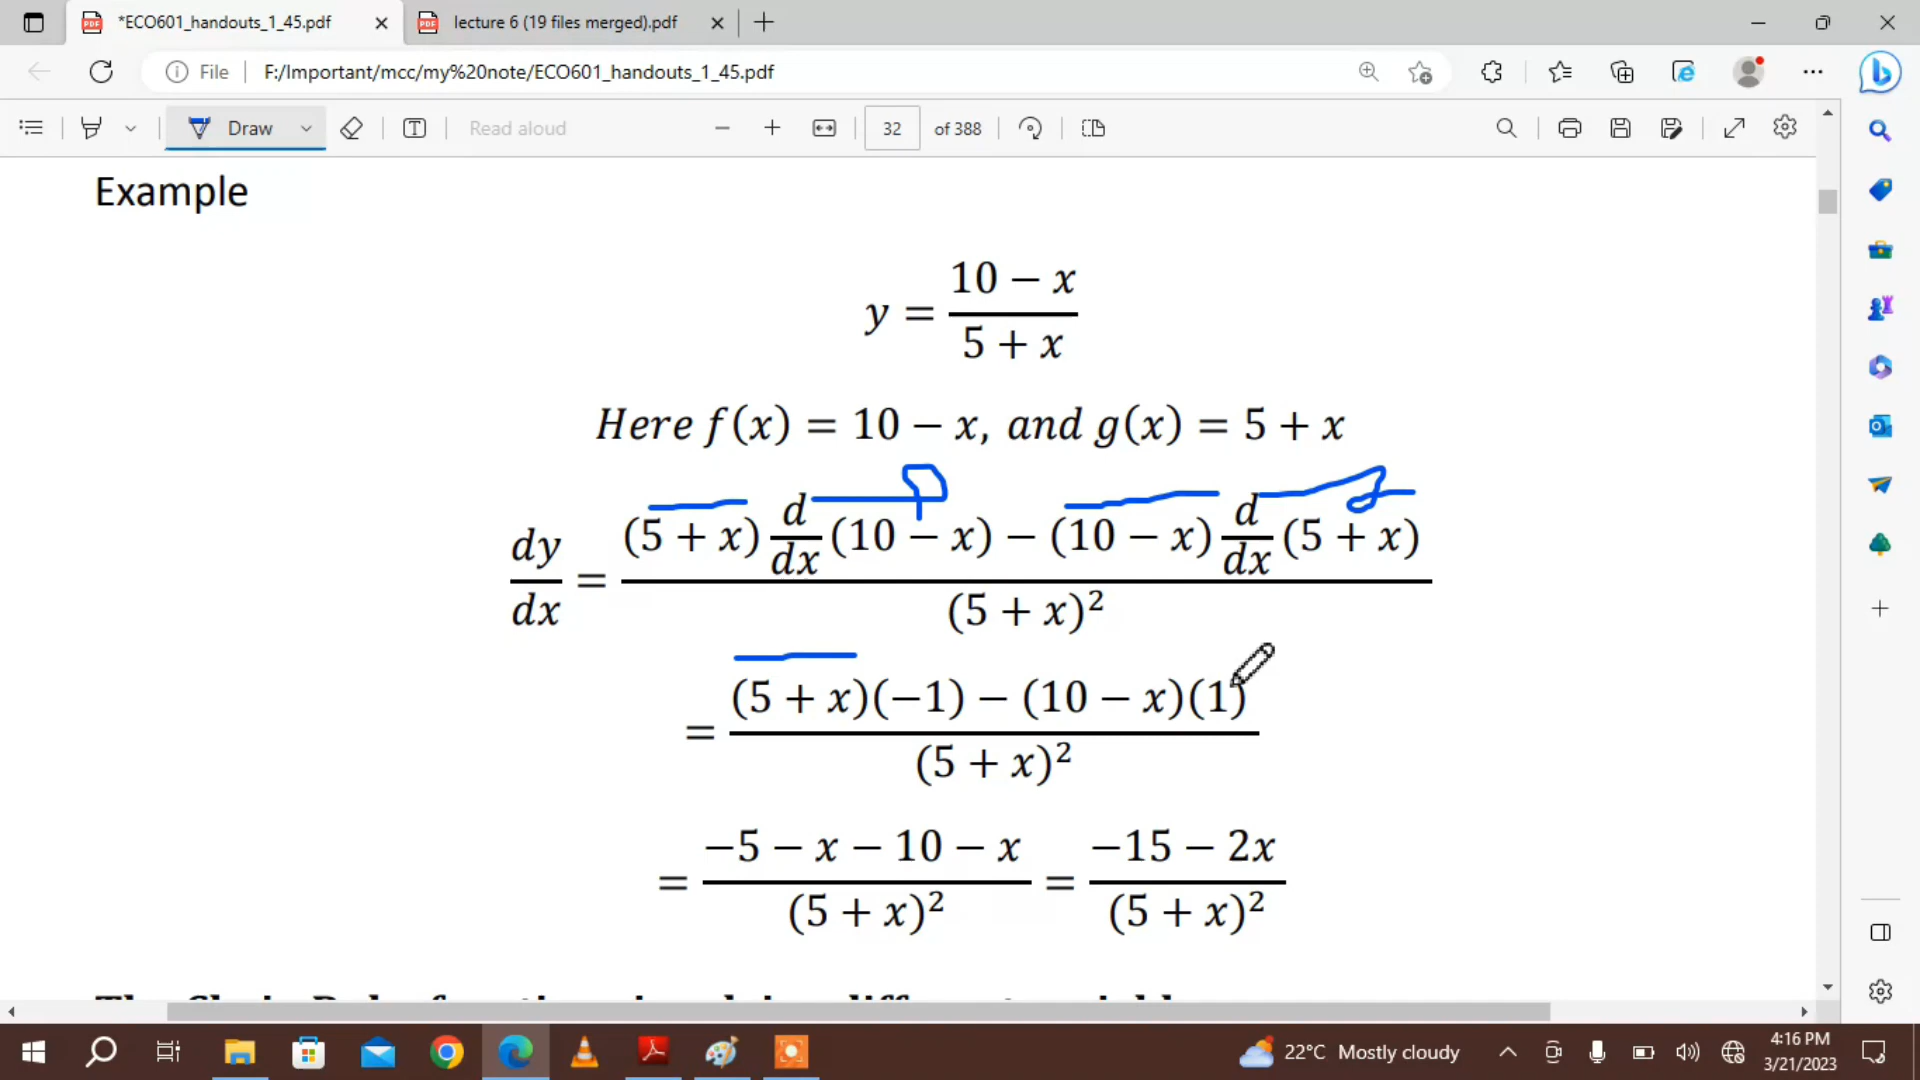 *ECO601_handouts_1_45.pdf
lecture 6 (19 files merged).pdf
File
F:/Important/mcc/my%20note/ECO601_handouts_1_45.pdf
Draw
Read aloud
32 of 388
Example
y = (10 − x)/(5 + x)
Here f(x) = 10 − x, and g(x) = 5 + x
dy/dx = ((5 + x) d/dx (10 − x) − (10 − x) d/dx (5 + x))/(5 + x)²
= ((5 + x)(−1) − (10 − x)(1))/(5 + x)²
= (−5 − x − 10 − x)/(5 + x)² = (−15 − 2x)/(5 + x)²
22°C Mostly cloudy
4:16 PM
3/21/2023